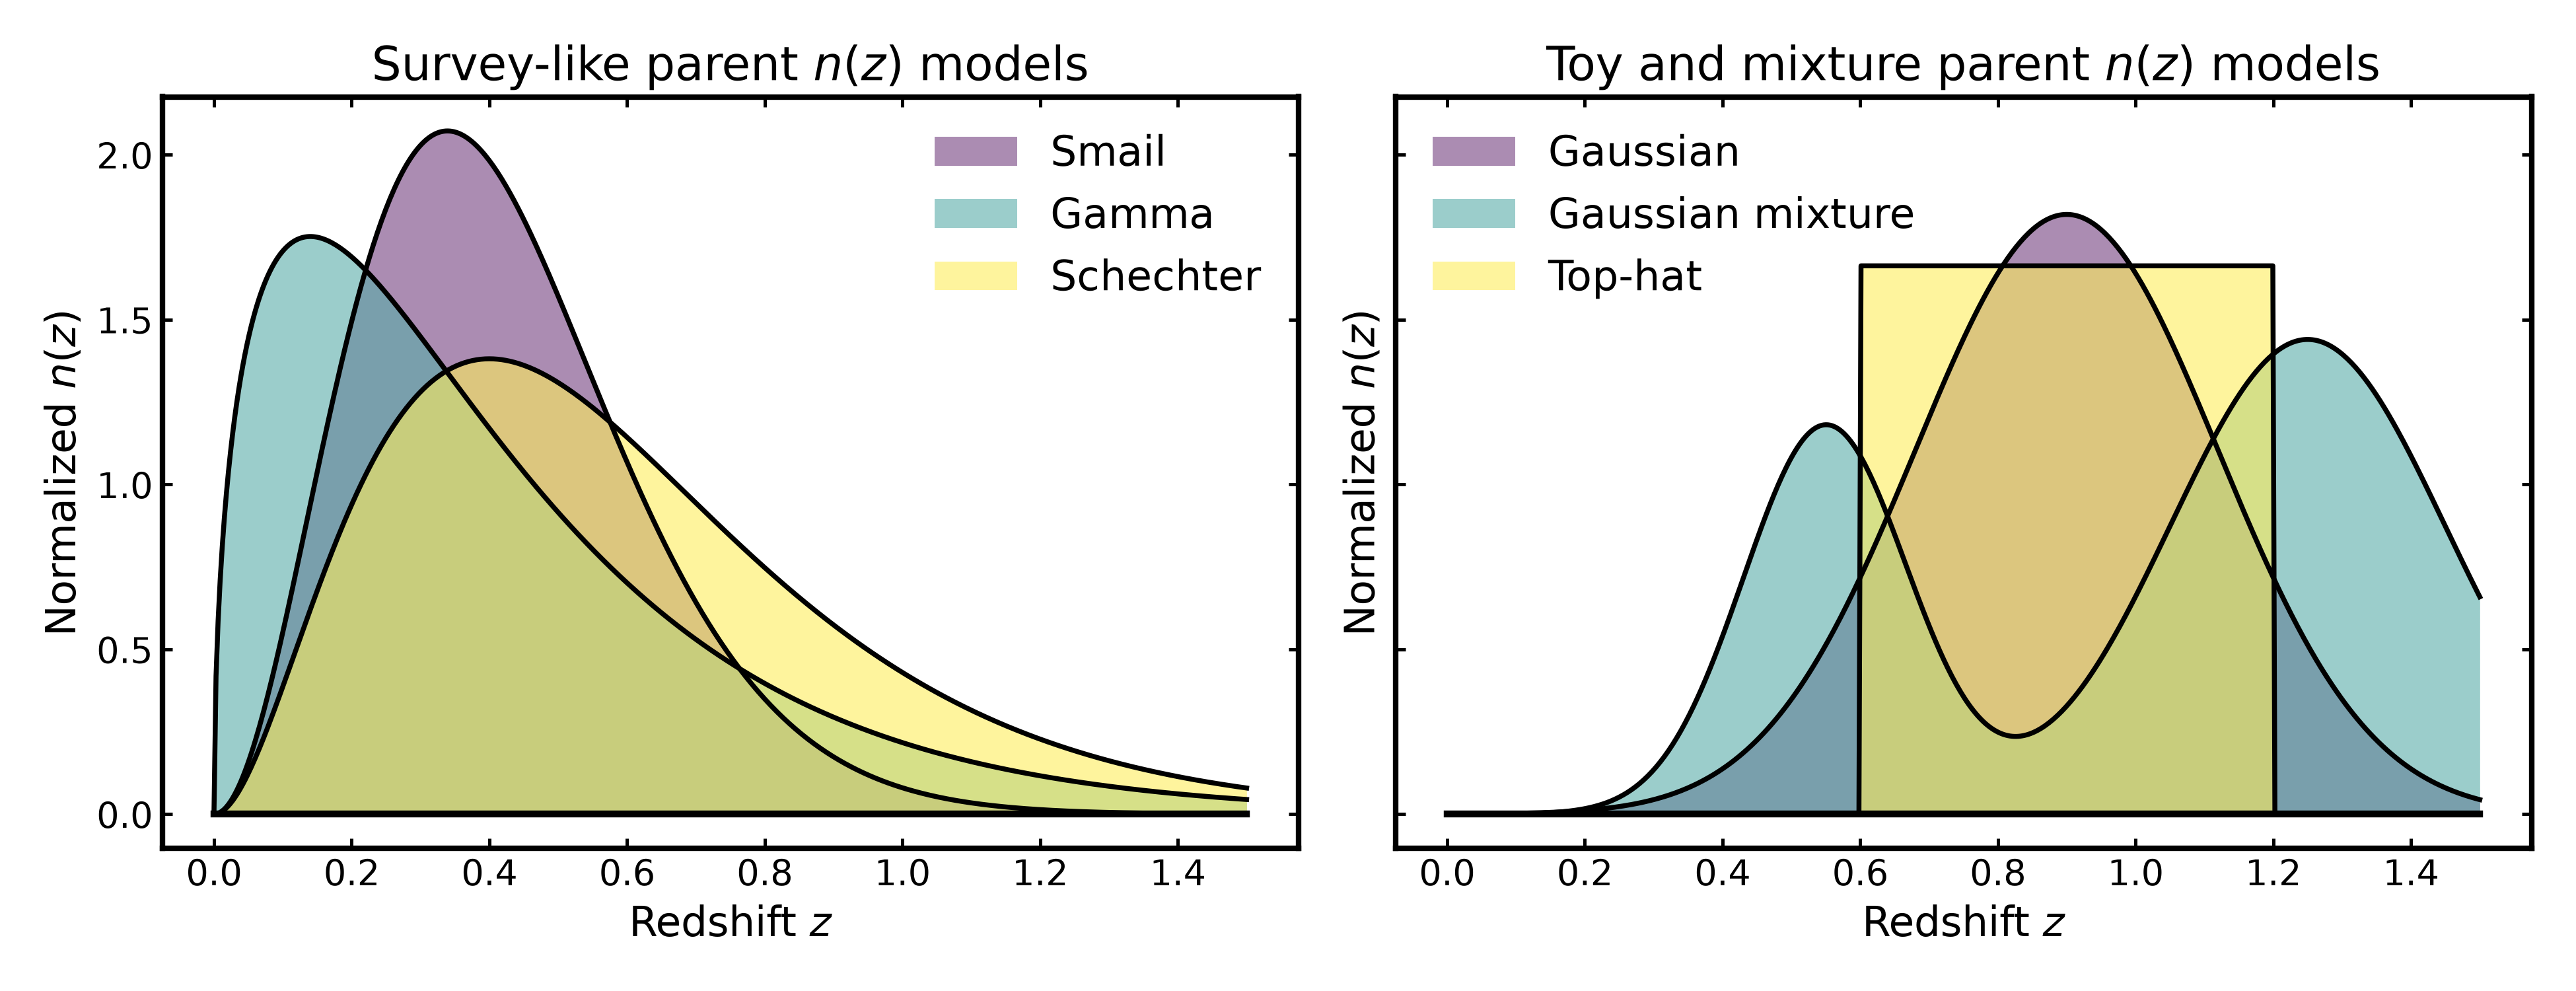 Survey-like parent n(z) models
Smail
Gamma
Schechter
Normalized n(z)
2.0
1.5
1.0
0.5
0.0
0.0 0.2 0.4 0.6 0.8 1.0 1.2 1.4
Redshift z
Toy and mixture parent n(z) models
Gaussian
Gaussian mixture
Top-hat
Normalized n(z)
0.0 0.2 0.4 0.6 0.8 1.0 1.2 1.4
Redshift z